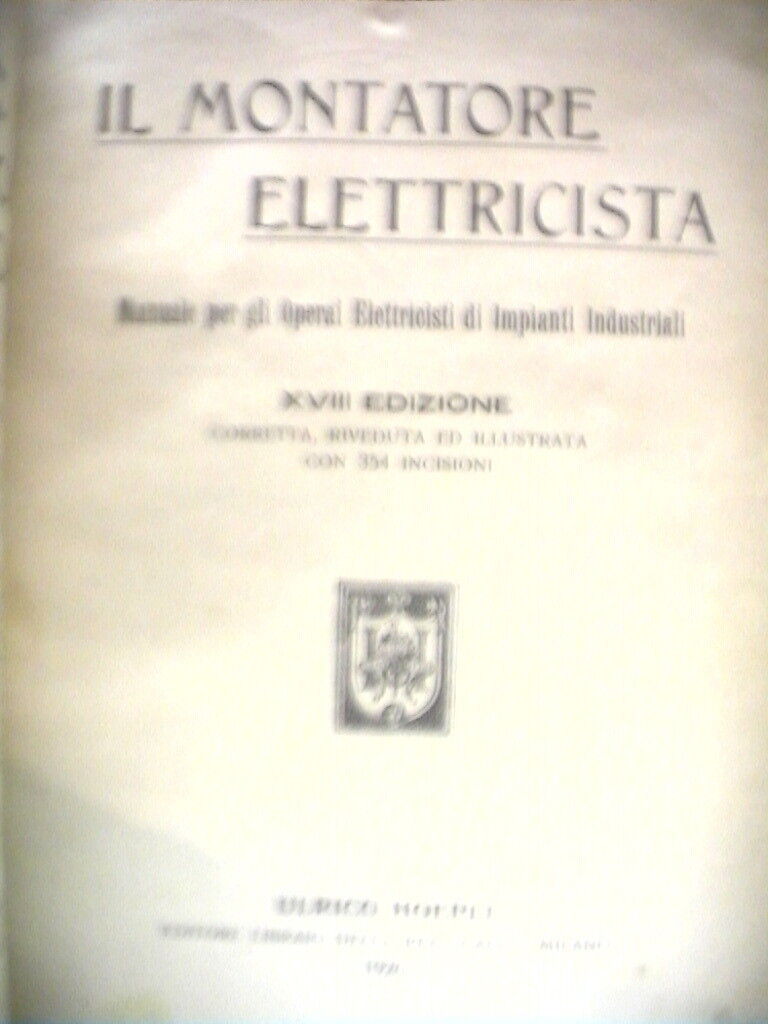 IL MONTATORE
ELETTRICISTA
Manuale per gli Operai Elettricisti di Impianti Industriali
XVIII EDIZIONE
CORRETTA, RIVEDUTA ED ILLUSTRATA
CON 354 INCISIONI
ULRICO HOEPLI
EDITORE MILANO